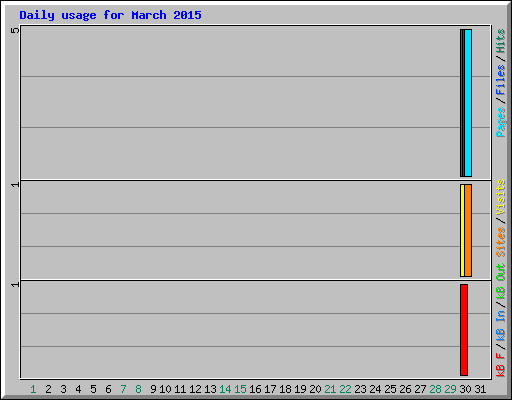 Daily usage for March 2015
5
Pages / Files / Hits
1
Sites / Visits
1
kB F / kB In / kB Out
1 2 3 4 5 6 7 8 9 10 11 12 13 14 15 16 17 18 19 20 21 22 23 24 25 26 27 28 29 30 31